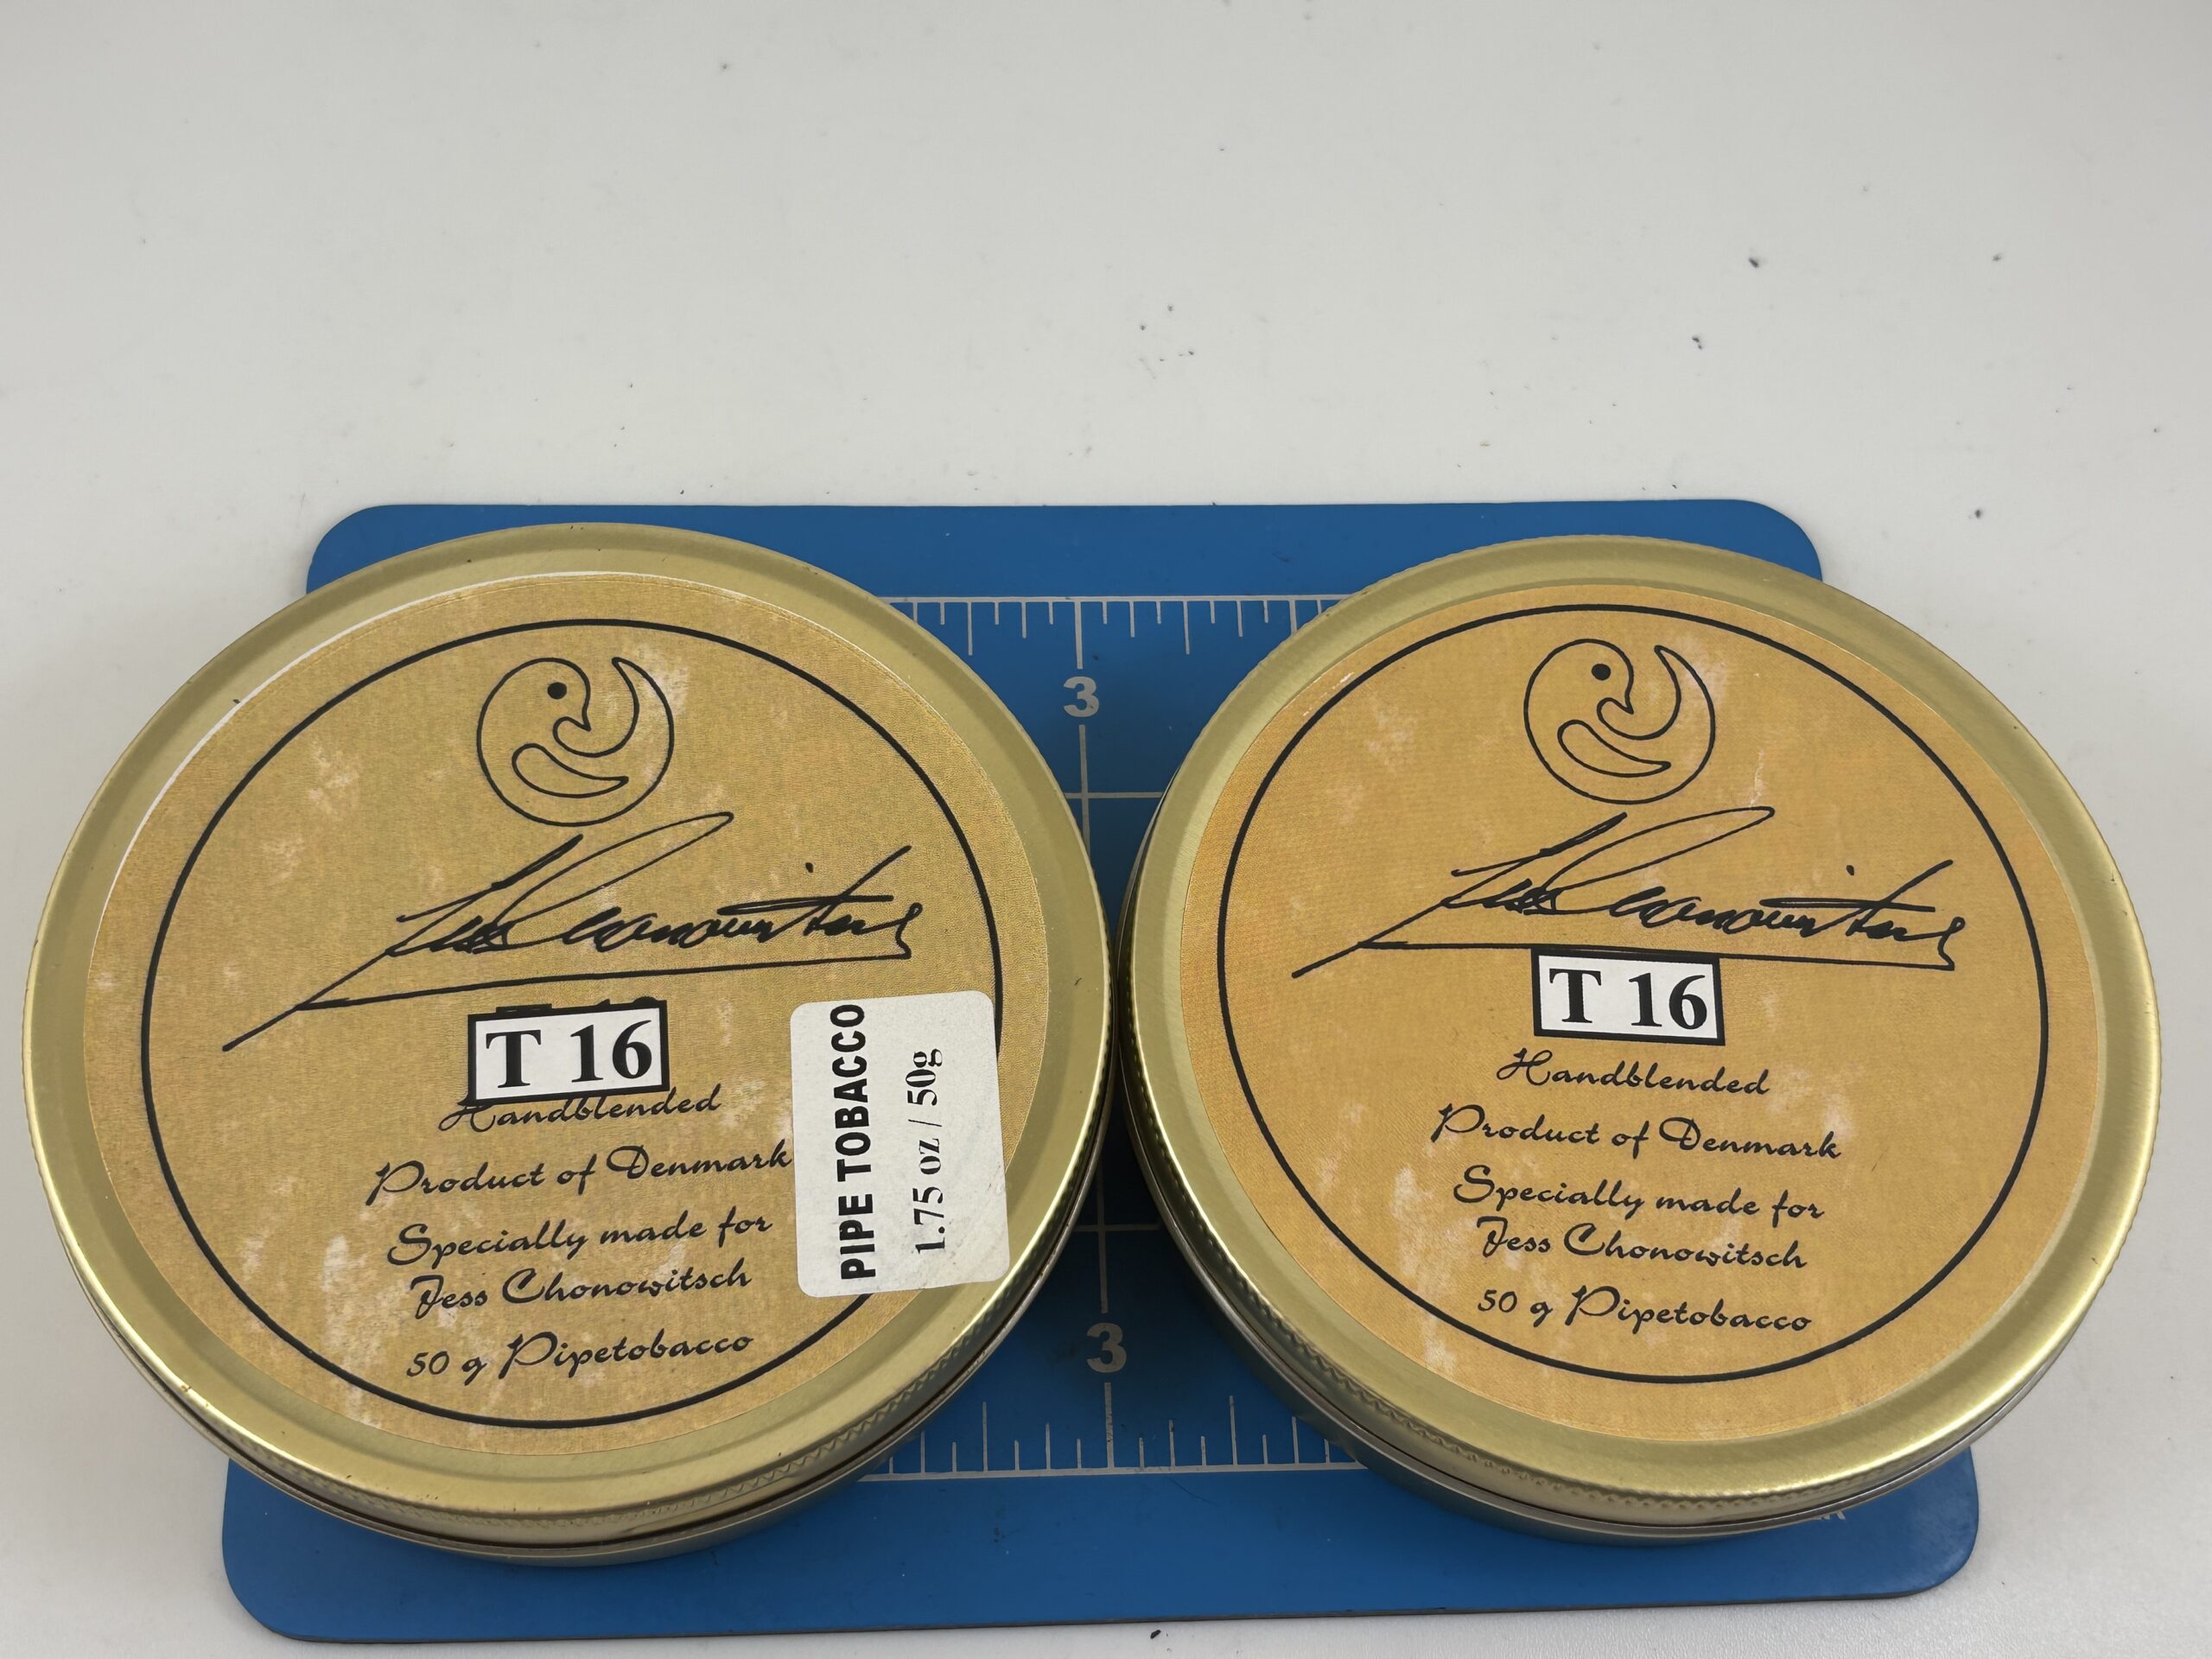 T 16
Handblended
Product of Denmark
Specially made for
Jess Chonowitsch
50 g Pipetobacco
PIPE TOBACCO
1.75 oz / 50g
3
3
T 16
Handblended
Product of Denmark
Specially made for
Jess Chonowitsch
50 g Pipetobacco